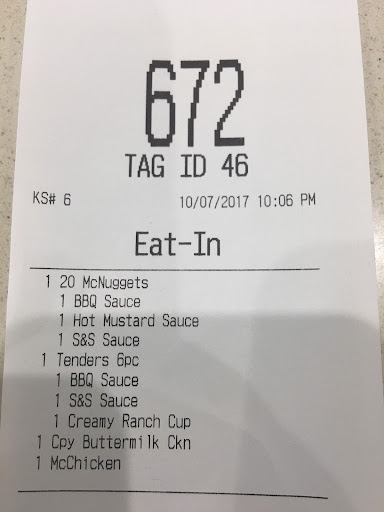 672
TAG ID 46
KS# 6 10/07/2017 10:06 PM
Eat-In
1 20 McNuggets
1 BBQ Sauce
1 Hot Mustard Sauce
1 S&S Sauce
1 Tenders 6pc
1 BBQ Sauce
1 S&S Sauce
1 Creamy Ranch Cup
1 Cpy Buttermilk Ckn
1 McChicken